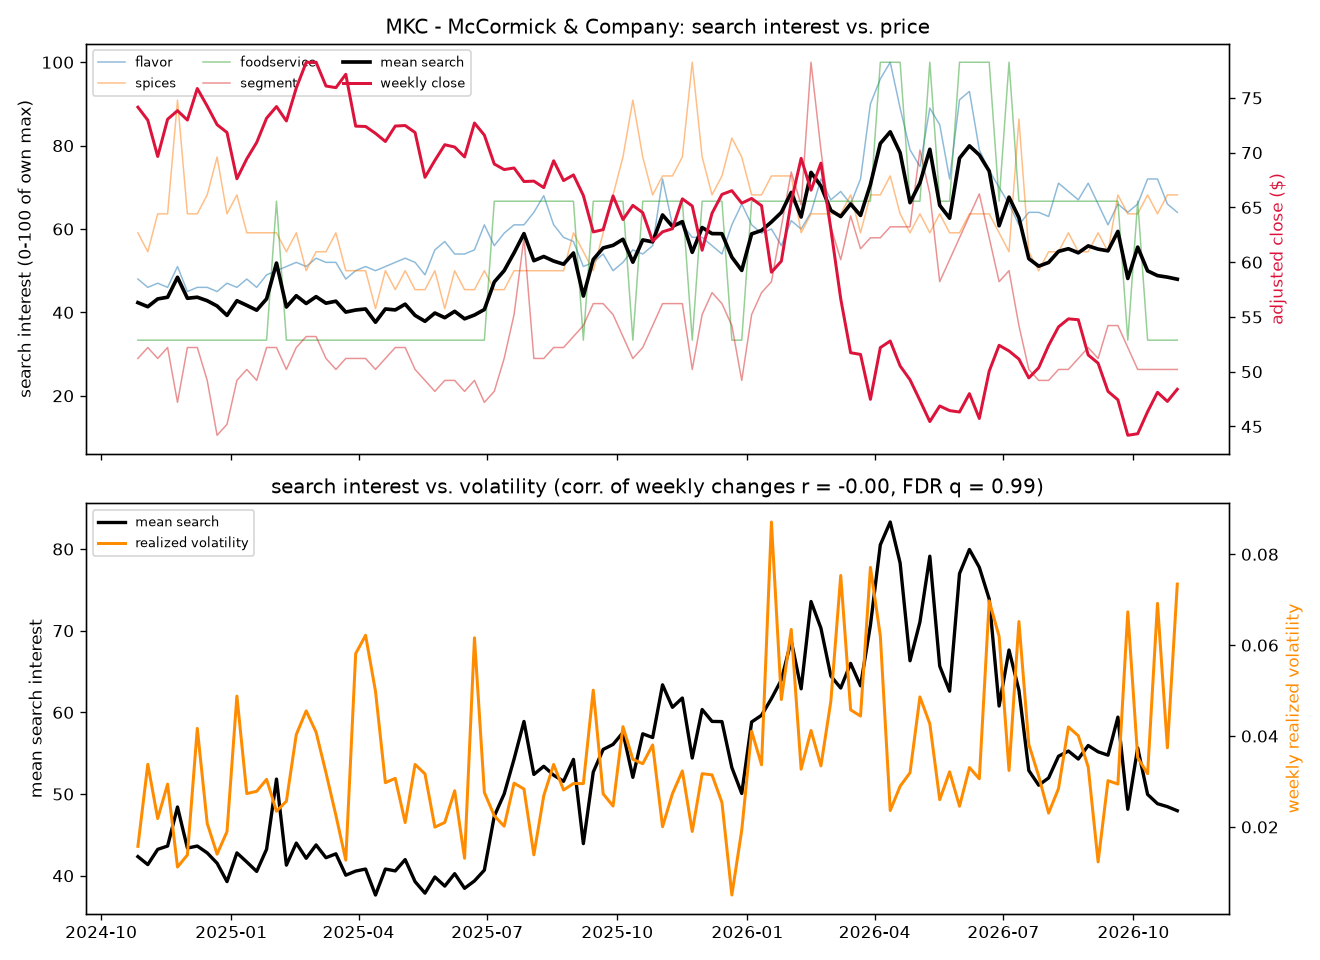 MKC - McCormick & Company: search interest vs. price
flavor
spices
foodservice
segment
mean search
weekly close
100
80
60
40
20
search interest (0-100 of own max)
75
70
65
60
55
50
45
adjusted close ($)
search interest vs. volatility (corr. of weekly changes r = -0.00, FDR q = 0.99)
mean search
realized volatility
80
70
60
50
40
mean search interest
0.08
0.06
0.04
0.02
weekly realized volatility
2024-10
2025-01
2025-04
2025-07
2025-10
2026-01
2026-04
2026-07
2026-10